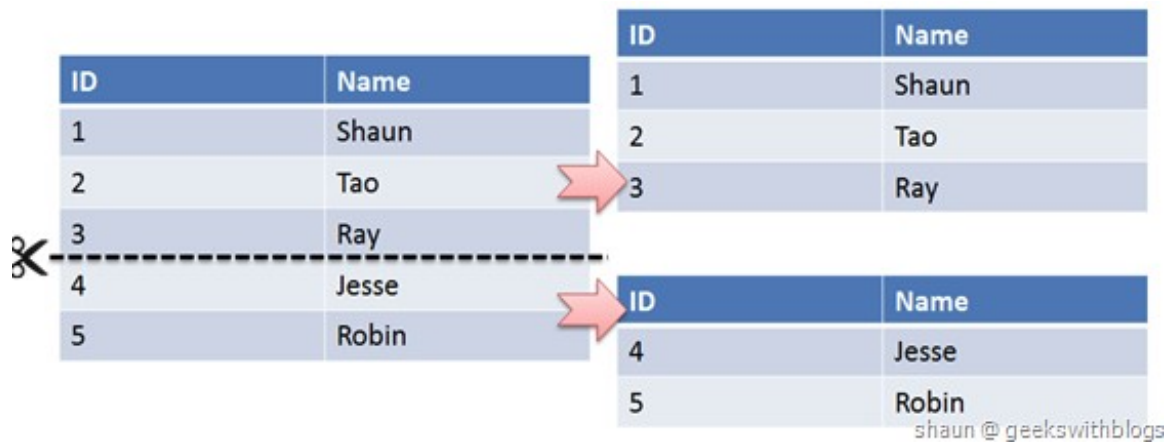 ID Name
1 Shaun
2 Tao
3 Ray
4 Jesse
5 Robin
ID Name
1 Shaun
2 Tao
3 Ray
ID Name
4 Jesse
5 Robin
shaun @ geekswithblogs